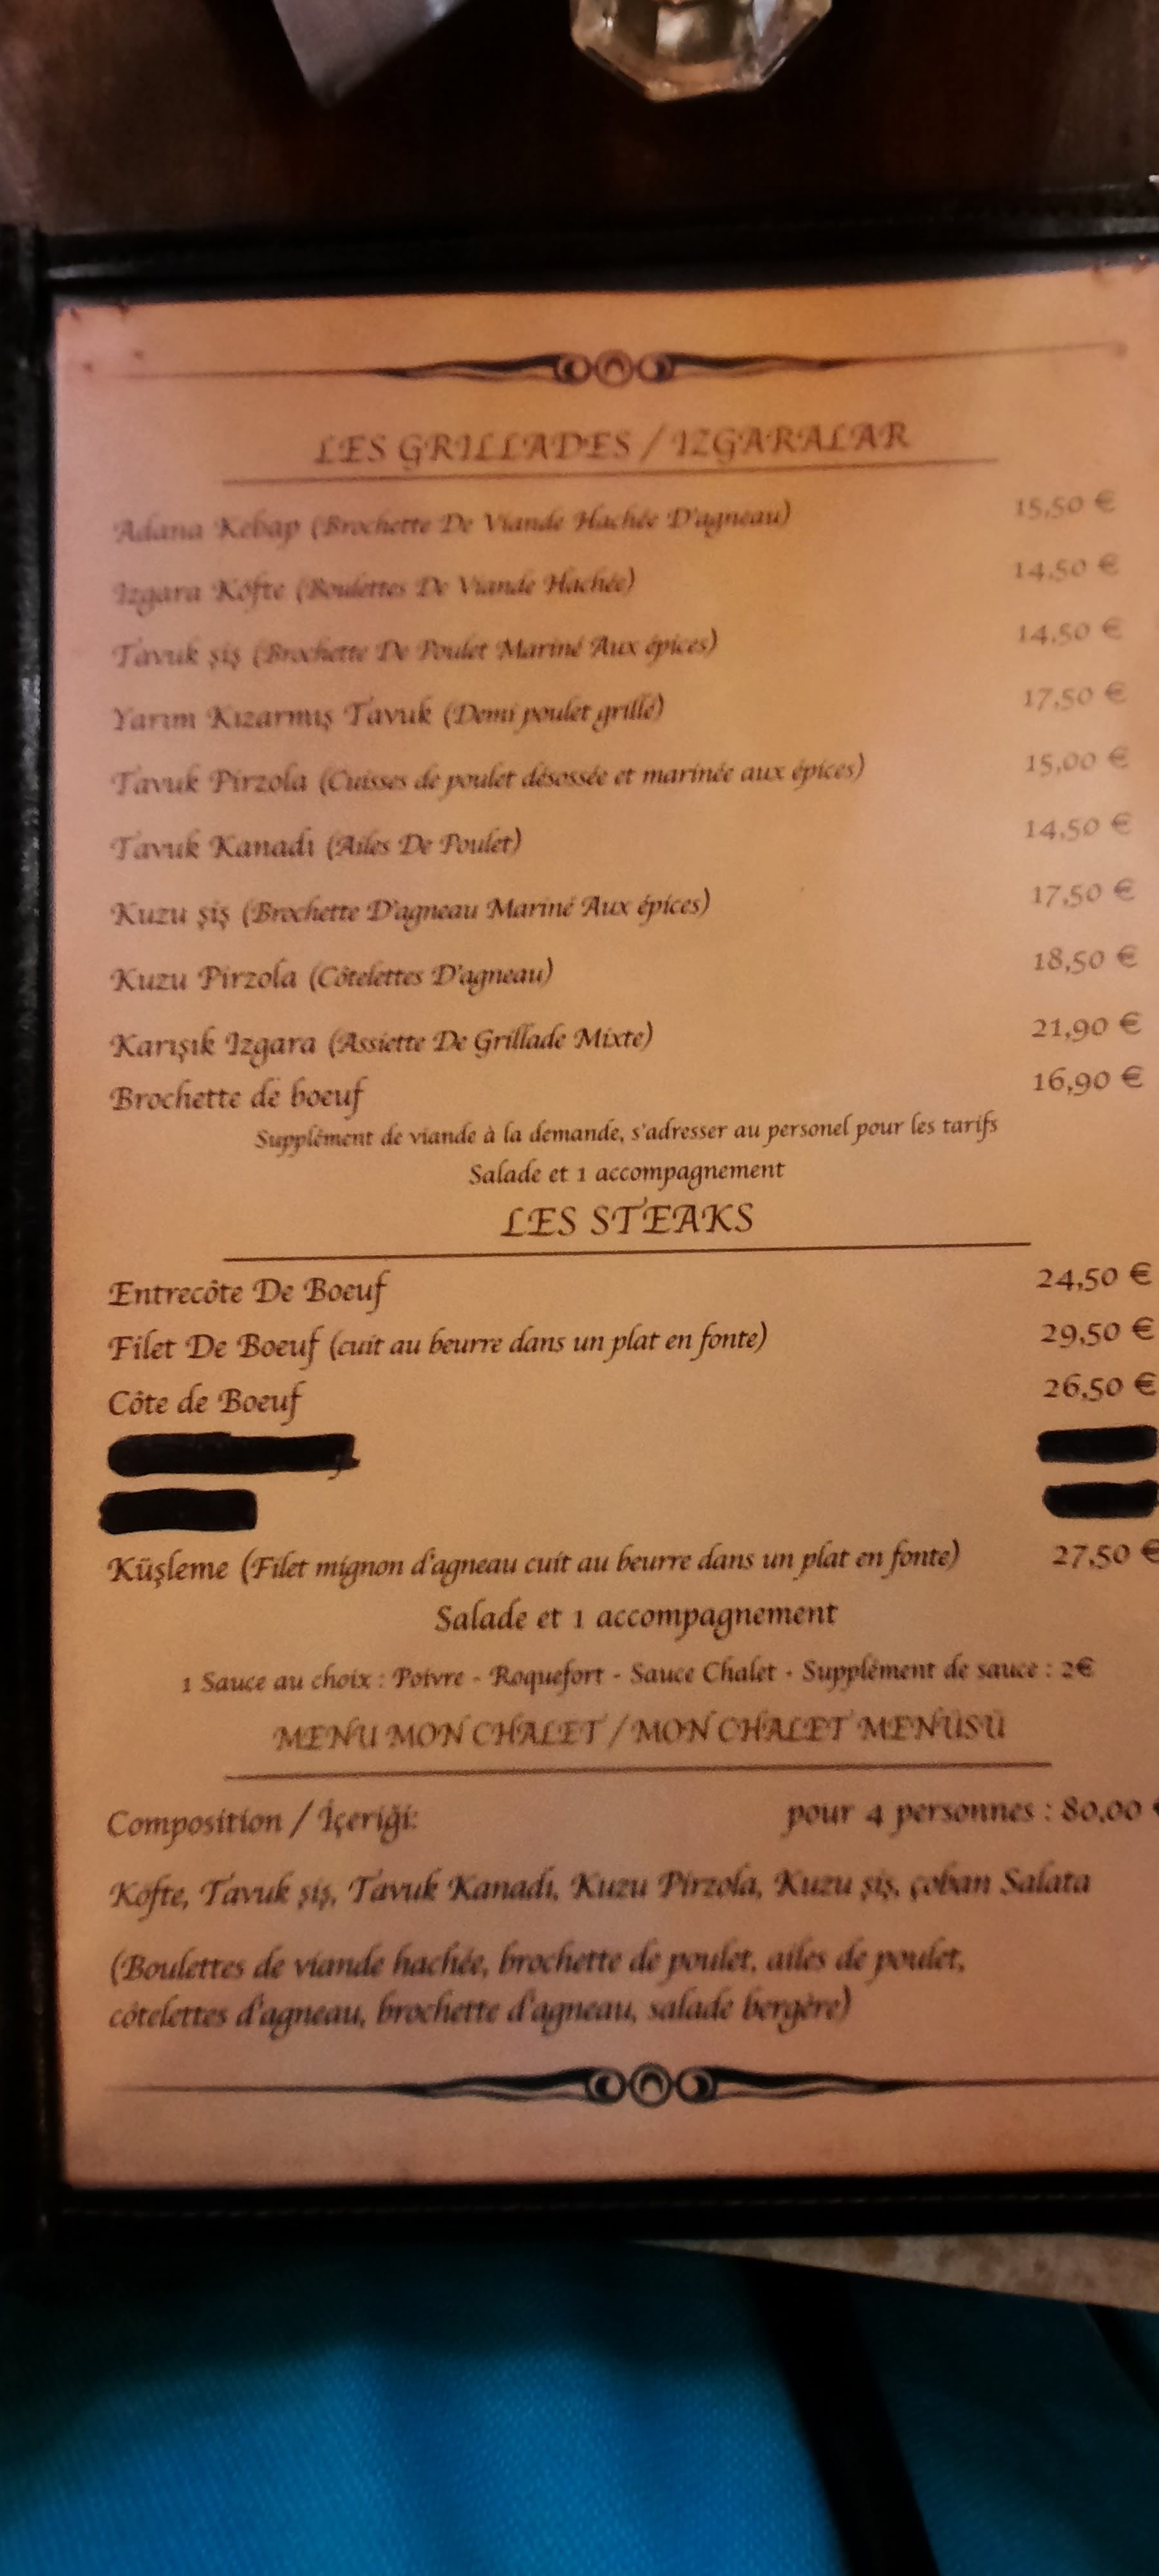 LES GRILLADES / IZGARALAR
Adana Kebap (Brochette De Viande Hachée D'agneau) 15,50 €
Izgara Köfte (Boulettes De Viande Hachée) 14,50 €
Tavuk şiş (Brochette De Poulet Mariné Aux épices) 14,50 €
Yarım Kızarmış Tavuk (Demi poulet grillé) 17,50 €
Tavuk Pirzola (Cuisses de poulet désossée et marinée aux épices) 15,00 €
Tavuk Kanadı (Ailes De Poulet) 14,50 €
Kuzu şiş (Brochette D'agneau Mariné Aux épices) 17,50 €
Kuzu Pirzola (Côtelettes D'agneau) 18,50 €
Karışık Izgara (Assiette De Grillade Mixte) 21,90 €
Brochette de boeuf 16,90 €
Supplément de viande à la demande, s'adresser au personel pour les tarifs
Salade et 1 accompagnement
LES STEAKS
Entrecôte De Boeuf 24,50 €
Filet De Boeuf (cuit au beurre dans un plat en fonte) 29,50 €
Côte de Boeuf 26,50 €
Küşleme (Filet mignon d'agneau cuit au beurre dans un plat en fonte) 27,50 €
Salade et 1 accompagnement
1 Sauce au choix : Poivre - Roquefort - Sauce Chalet - Supplément de sauce : 2€
MENU MON CHALET / MON CHALET MENÜSÜ
Composition / İçeriği: pour 4 personnes : 80,00 €
Köfte, Tavuk şiş, Tavuk Kanadı, Kuzu Pirzola, Kuzu şiş, çoban Salata
(Boulettes de viande hachée, brochette de poulet, ailes de poulet,
côtelettes d'agneau, brochette d'agneau, salade bergère)